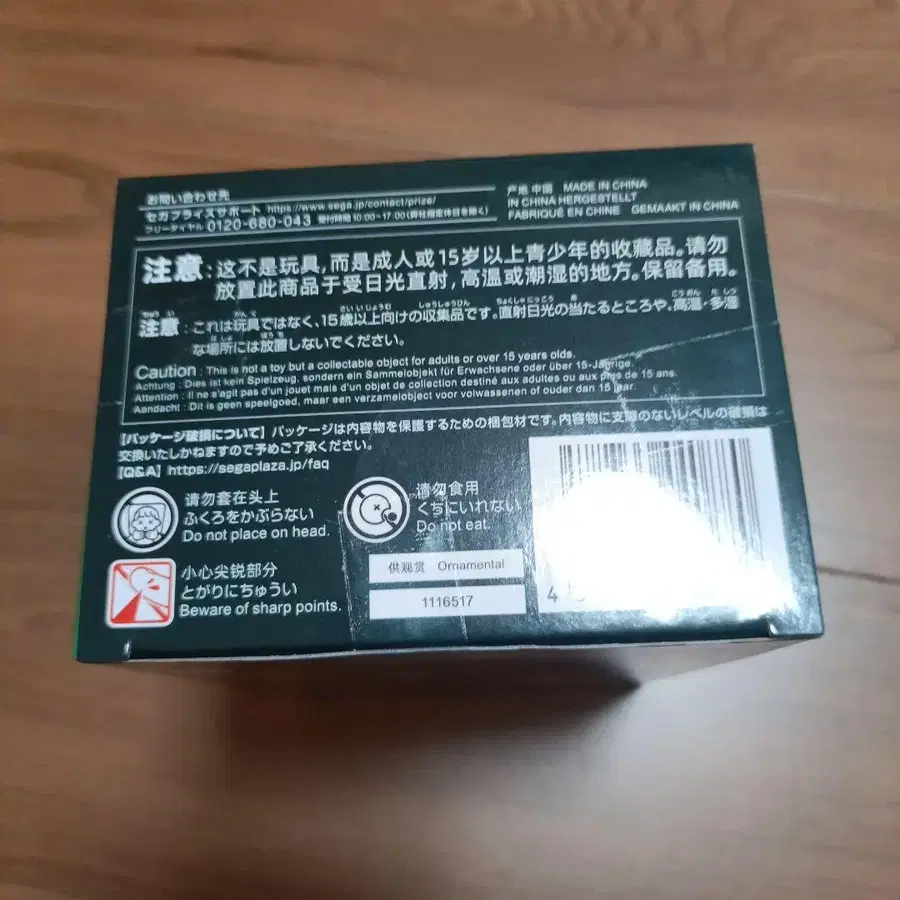 お問い合わせ先
セガプライズサポート https://www.sega.jp/contact/prize/
フリーダイヤル 0120-680-043 受付時間 10:00~17:00 (弊社指定休日を除く)
产地 中国 MADE IN CHINA
IN CHINA HERGESTELLT
FABRIQUÉ EN CHINE GEMAAKT IN CHINA
注意:这不是玩具,而是成人或15岁以上青少年的收藏品。请勿
放置此商品于受日光直射,高温或潮湿的地方。保留备用。
注意:これは玩具ではなく、15歳以上向けの収集品です。直射日光の当たるところや、高温・多湿
な場所には放置しないでください。
Caution : This is not a toy but a collectable object for adults or over 15 years olds.
Achtung : Dies ist kein Spielzeug, sondern ein Sammelobjekt für Erwachsene oder über 15-Jährige.
Attention : Il ne s'agit pas d'un jouet mais d'un objet de collection destiné aux adultes ou aux plus de 15 ans.
Aandacht : Dit is geen speelgoed, maar een verzamelobject voor volwassenen of ouder dan 15 jaar.
【パッケージ破損について】パッケージは内容物を保護するための梱包材です。内容物に支障のないレベルの破損は
交換いたしかねますので予めご了承ください。
【Q&A】https://segaplaza.jp/faq
请勿套在头上
ふくろをかぶらない
Do not place on head.
请勿食用
くちにいれない
Do not eat.
小心尖锐部分
とがりにちゅうい
Beware of sharp points.
供观赏 Ornamental
1116517
4